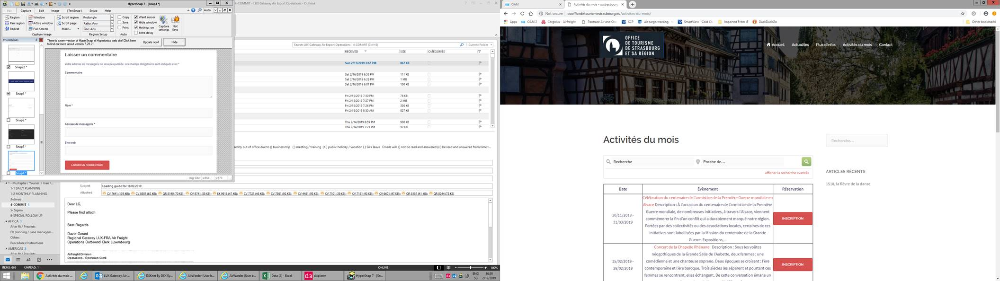 HyperSnap 7 - [Snap4 *]
File Capture Edit Image ( TextSnap ) Setup Help Auto
Region Window Scroll region Rectangle Copy Want cursor
Pan region Active window Scroll page Ratio: Any Save Hide window Capture settings Hot Keys
Repeat Full Screen More... Size: Any Print Hotkeys on
Extra delay
Capture Image Region Setup Auto
Thumbnails
There is a new version of HyperSnap at Hyperionics web site! Click here
to find out more about version 7.29.21
Update now! Hide
Snap22 *
Snap1 *
Snap2 *
Snap3 *
Snap4 *
Laisser un commentaire
Votre adresse de messagerie ne sera pas publiée. Les champs obligatoires sont indiqués avec *
Commentaire
Nom *
Adresse de messagerie *
Site web
LAISSER UN COMMENTAIRE
Img Size: x:854 y:673
4-COMMIT - LUX Gateway Air Export Operations - Outlook
Search LUX Gateway Air Export Operations - 4-COMMIT (Ctrl+E) Current Folder
RECEIVED SIZE CATEGORIES
Sun 2/17/2019 3:32 PM 867 KB
Sat 2/16/2019 6:38 PM 111 KB
Sat 2/16/2019 6:26 PM 1 MB
Sat 2/16/2019 6:07 PM 130 KB
Fri 2/15/2019 7:30 PM 78 KB
Fri 2/15/2019 7:27 PM 2 MB
Fri 2/15/2019 7:26 PM 330 KB
Fri 2/15/2019 5:30 AM 527 KB
Thu 2/14/2019 8:59 PM 930 KB
Thu 2/14/2019 7:21 PM 92 KB
rently out of office due to () business trip ( ) meeting / training (X ) public holiday / vacation ( ) Sick leave Emails will () not be read and answered (x ) be read and answered from time t...
Subject Loading guide for 18.02.2019
Attached CV 7641 (139 KB); CV 8501 (62 KB); QR 8140 (70 KB); CV 9741 (55 KB); EK 9916 (47 KB); CV 7721 (46 KB); CV 7981 (92 KB); CV 4481 (93 KB); CV 7101 (39 KB); CV 7161 (43 KB); CV 6601 (47 KB); QR 8157 (41 KB); QR 8244 (73 KB)
Dear LG,
Please find attach
Best Regards
David Gerard
Regional Gateway LUX-FRA Air Freight
Operations Outbound Clerk Luxembourg
Airfreight Division
Operations - Operation Clerk
1 - Mustapha / Younes / Inan /...
1-1 DAILY PLANNING
1-2 MONTHLY PLANNING
3-divers
4-COMMIT 1
5- Sigma
6-SPECIAL FOLLOW UP
AFRICA 1
After flt / Prealerts
Flt planning / Lane managem...
Others
Procedures/Instructions
AMERICAS 2
After flt / Prealerts
ITEMS: 668 UNREAD: 1 ONLINE 100%
Activités du mois ... LUX Gateway Air ... DSKnet By DSK Sy... AirWarder (User b... AirWarder (User b... Data (4) - Excel d.xplorer HyperSnap 7 - [Sn...
ENG 16:39
SG 2/17/2019
OAM Activités du mois - ocstrasbourg
Not secure ocofficedetourismestrasbourg.eu/activites-du-mois/
Apps OAM 2 Cargolux - Airfreight Pantrace Air and Oc XCP Air cargo tracking - t SmartView - Cold Ch Imported From IE DuckDuckGo Other bookmarks
OFFICE
DE TOURISME
DE STRASBOURG
ET SA RÉGION
Accueil Actualités Plus d'infos Activités du mois Contact
Activités du mois
Recherche Proche de...
Afficher la recherche avancée
Date Évènement Réservation
30/11/2018 -
31/03/2019
Célébration du centenaire de l'armistice de la Première Guerre mondiale en
Alsace Description : À l'occasion du centenaire de l'armistice de la Première
Guerre mondiale, de nombreuses initiatives, à travers l'Alsace, viennent
commémorer la fin d'un conflit qui a durablement marqué notre région.
Portées par des collectivités ou des associations locales, certaines de ces
initiatives sont labellisées par la Mission du centenaire de la Grande
Guerre. Expositions,...
INSCRIPTION
15/02/2019 -
28/02/2019
Concert de la Chapelle Rhénane Description : Sous les voûtes
néogothiques de la Grande Salle de l'Aubette, deux femmes : une
comédienne et une chanteuse soprano. Deux époques se croisent : l'ère
contemporaine et l'ère baroque. Trois siècles les séparent et pourtant ces
femmes se rencontrent, elles échangent. De cette conversation émane un
INSCRIPTION
Recherche...
ARTICLES RÉCENTS
1518, la fièvre de la danse